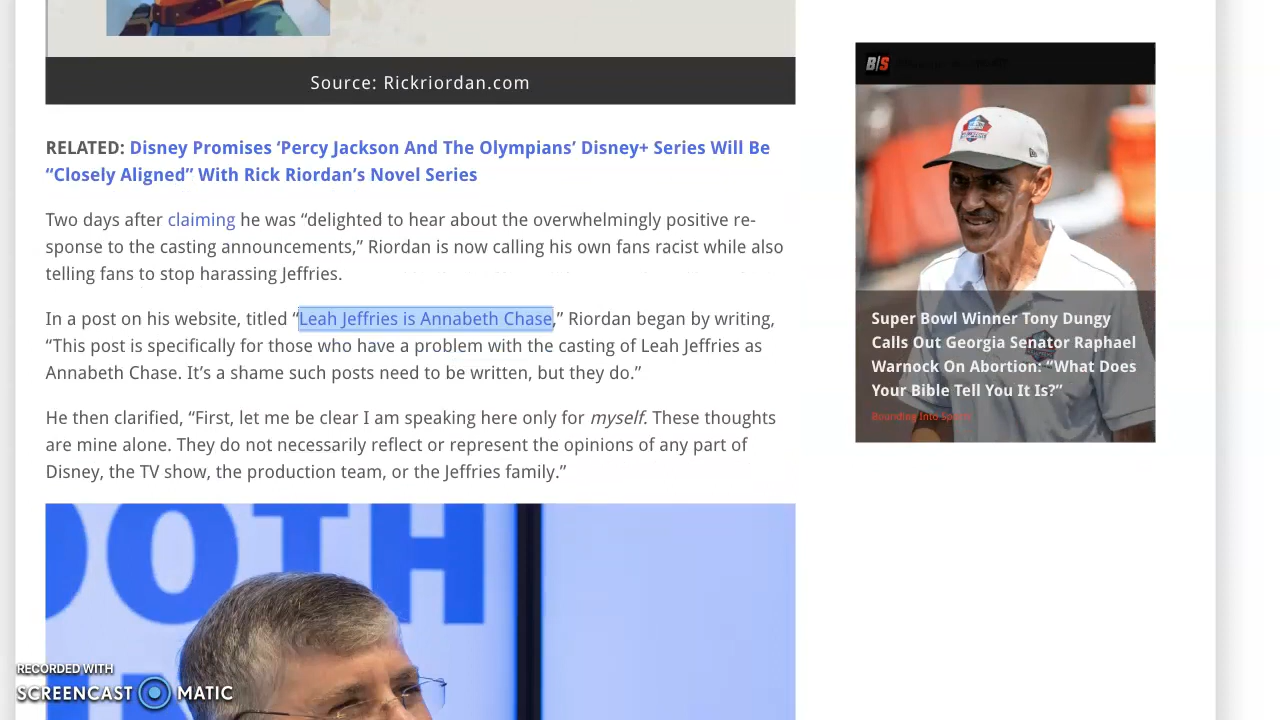 Source: Rickriordan.com
RELATED: Disney Promises ‘Percy Jackson And The Olympians’ Disney+ Series Will Be
“Closely Aligned” With Rick Riordan’s Novel Series
Two days after claiming he was “delighted to hear about the overwhelmingly positive re-
sponse to the casting announcements,” Riordan is now calling his own fans racist while also
telling fans to stop harassing Jeffries.
In a post on his website, titled “Leah Jeffries is Annabeth Chase,” Riordan began by writing,
“This post is specifically for those who have a problem with the casting of Leah Jeffries as
Annabeth Chase. It’s a shame such posts need to be written, but they do.”
He then clarified, “First, let me be clear I am speaking here only for myself. These thoughts
are mine alone. They do not necessarily reflect or represent the opinions of any part of
Disney, the TV show, the production team, or the Jeffries family.”
OOTH
RECORDED WITH
SCREENCAST MATIC
B/S
Super Bowl Winner Tony Dungy
Calls Out Georgia Senator Raphael
Warnock On Abortion: “What Does
Your Bible Tell You It Is?”
Bounding Into Sports